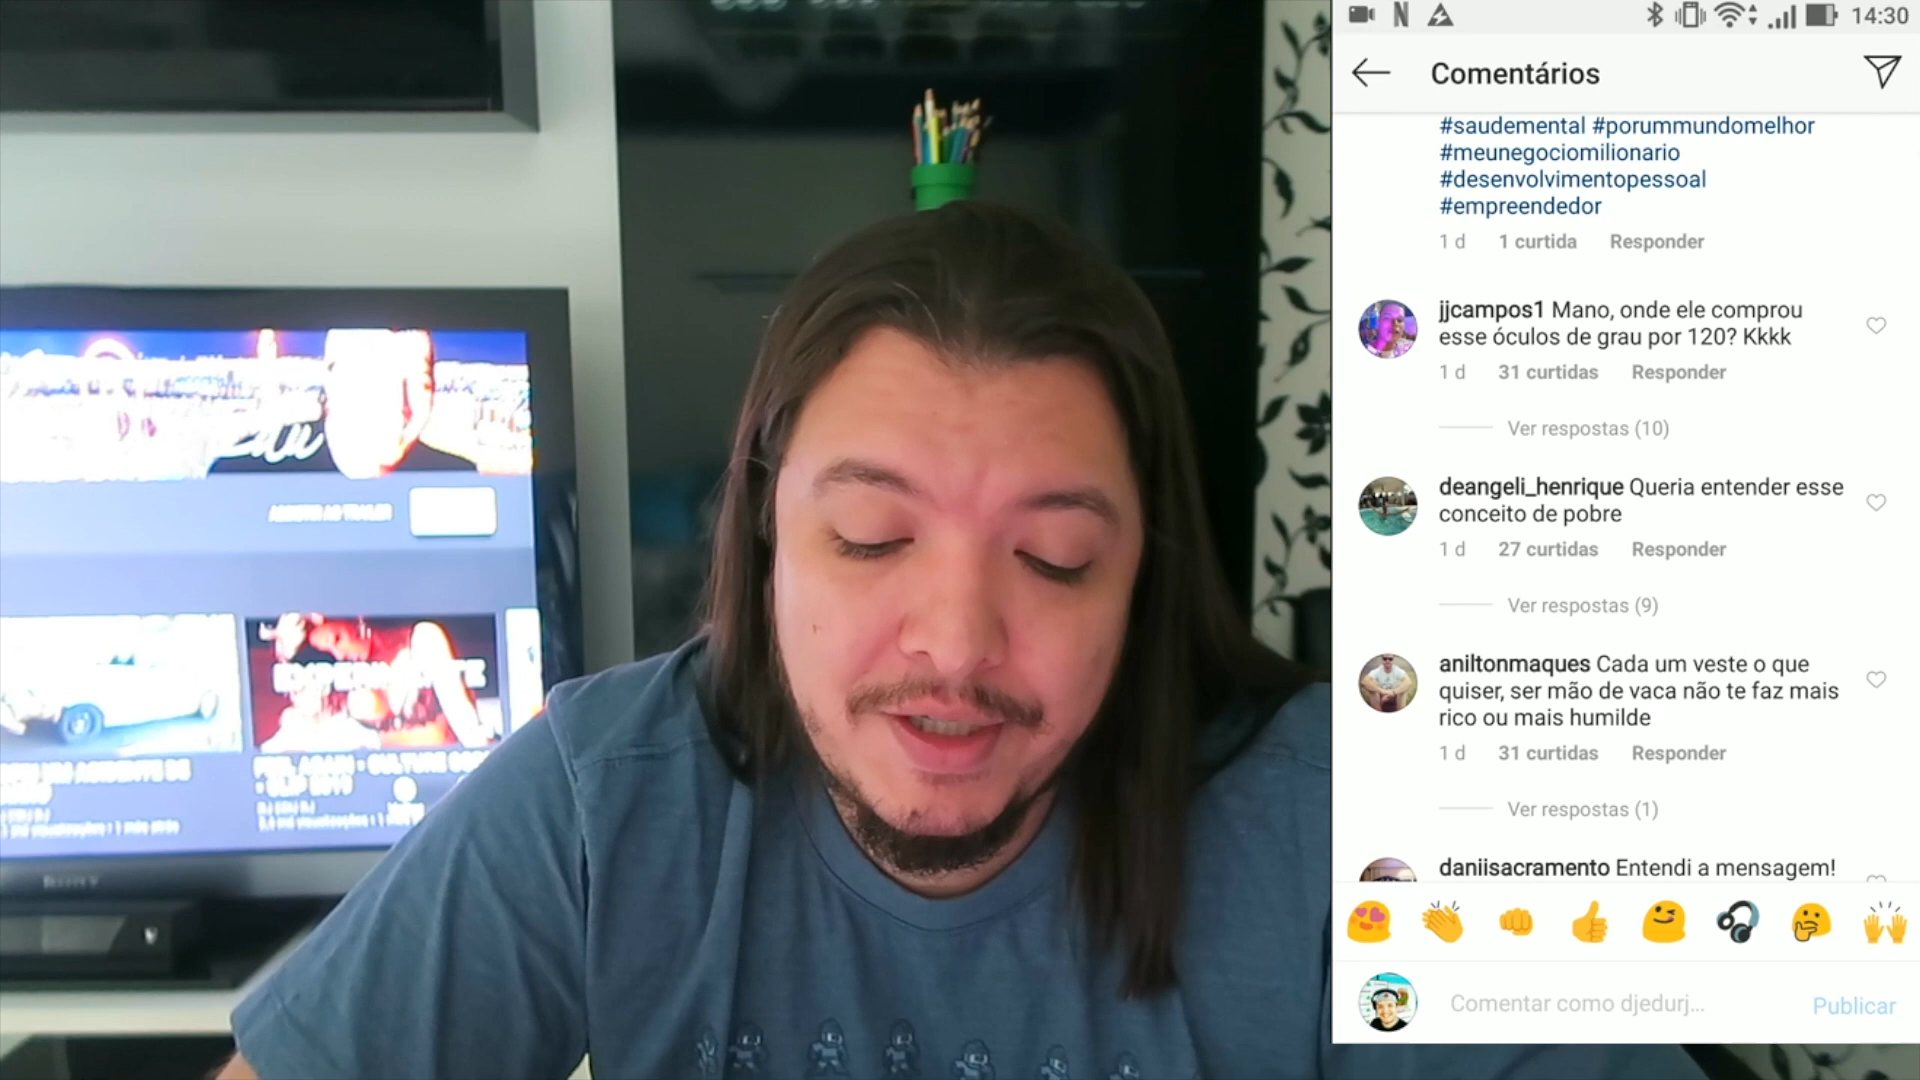 14:30
Comentários
#saudemental #porummundomelhor
#meunegociomilionario
#desenvolvimentopessoal
#empreendedor
1 d 1 curtida Responder
jjcampos1 Mano, onde ele comprou
esse óculos de grau por 120? Kkkk
1 d 31 curtidas Responder
Ver respostas (10)
deangeli_henrique Queria entender esse
conceito de pobre
1 d 27 curtidas Responder
Ver respostas (9)
aniltonmaques Cada um veste o que
quiser, ser mão de vaca não te faz mais
rico ou mais humilde
1 d 31 curtidas Responder
Ver respostas (1)
daniisacramento Entendi a mensagem!
Comentar como djedurj...
Publicar
SONY